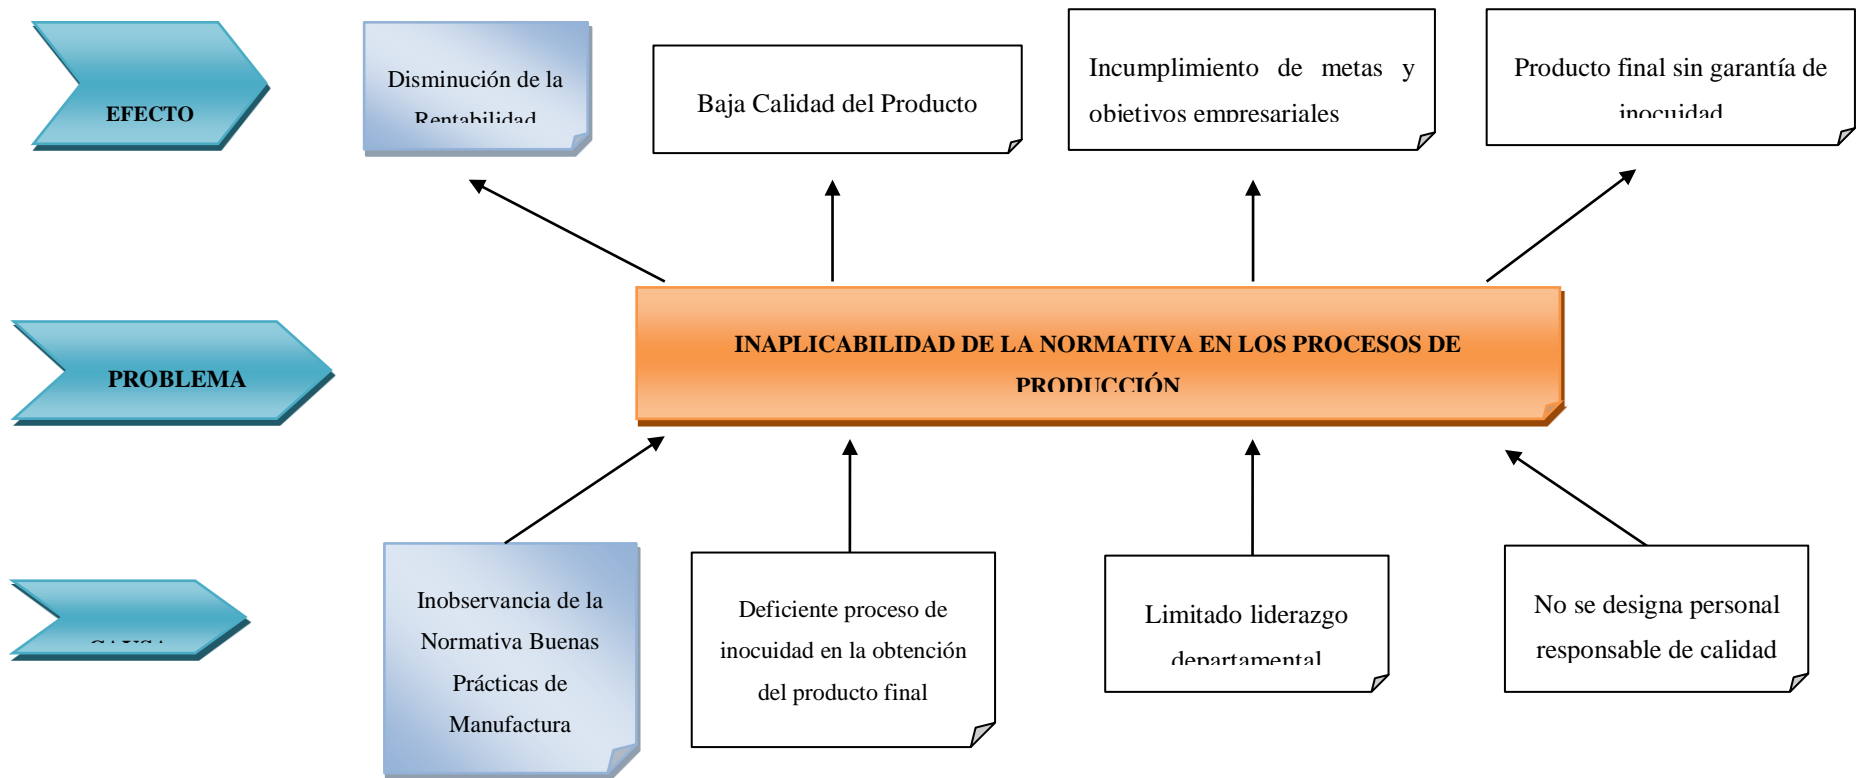 EFECTO
Disminución de la
Rentabilidad
Baja Calidad del Producto
Incumplimiento de metas y
objetivos empresariales
Producto final sin garantía de
inocuidad
PROBLEMA
INAPLICABILIDAD DE LA NORMATIVA EN LOS PROCESOS DE
PRODUCCIÓN
CAUSA
Inobservancia de la
Normativa Buenas
Prácticas de
Manufactura
Deficiente proceso de
inocuidad en la obtención
del producto final
Limitado liderazgo
departamental
No se designa personal
responsable de calidad